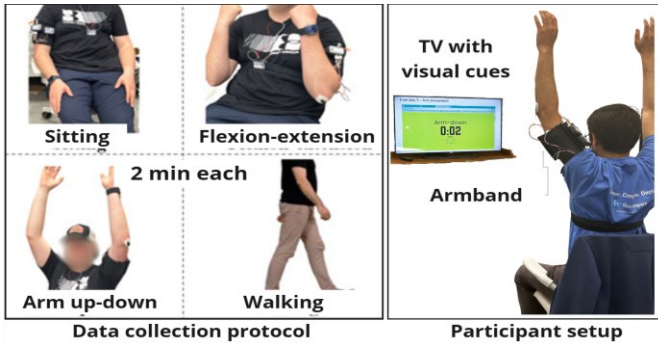 Sitting
Flexion-extension
2 min each
Arm up-down
Walking
Data collection protocol
TV with
visual cues
Arm-down
0:02
Armband
Participant setup